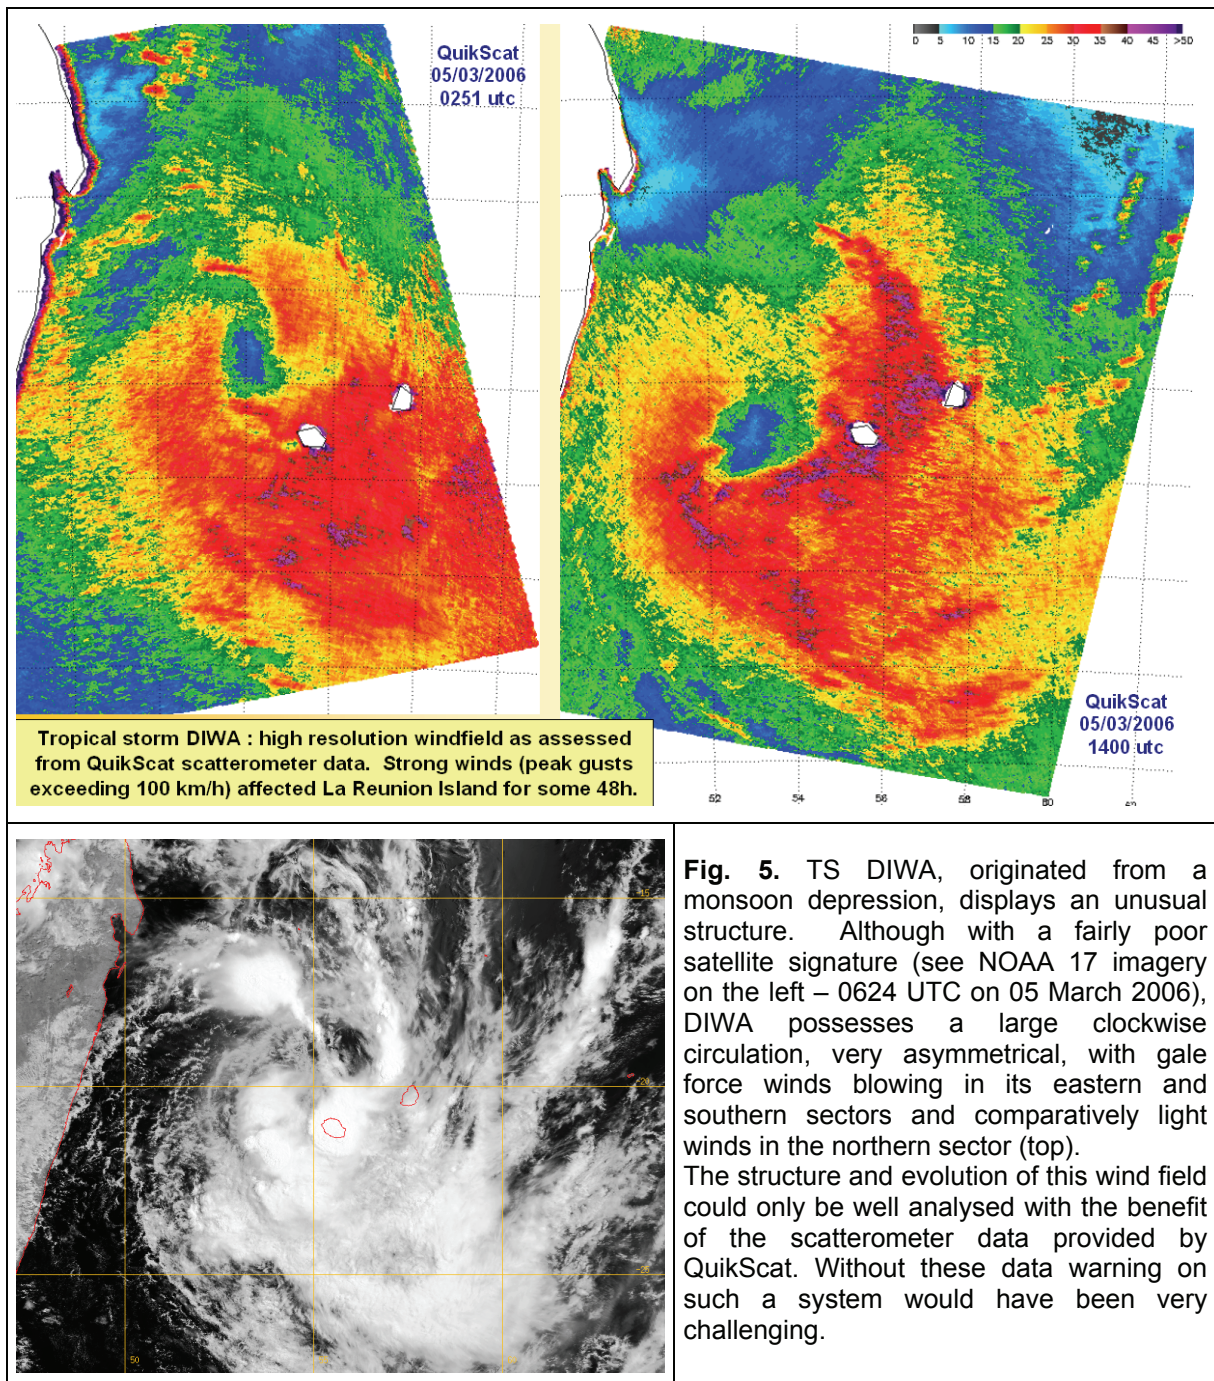 QuikScat
05/03/2006
0251 utc
0 5 10 15 20 25 30 35 40 45 >50
QuikScat
05/03/2006
1400 utc
52 54 56 58 60 62
Tropical storm DIWA : high resolution windfield as assessed
from QuikScat scatterometer data. Strong winds (peak gusts
exceeding 100 km/h) affected La Reunion Island for some 48h.
-15
-20
-25
50
Fig. 5. TS DIWA, originated from a
monsoon depression, displays an unusual
structure. Although with a fairly poor
satellite signature (see NOAA 17 imagery
on the left – 0624 UTC on 05 March 2006),
DIWA possesses a large clockwise
circulation, very asymmetrical, with gale
force winds blowing in its eastern and
southern sectors and comparatively light
winds in the northern sector (top).
The structure and evolution of this wind field
could only be well analysed with the benefit
of the scatterometer data provided by
QuikScat. Without these data warning on
such a system would have been very
challenging.